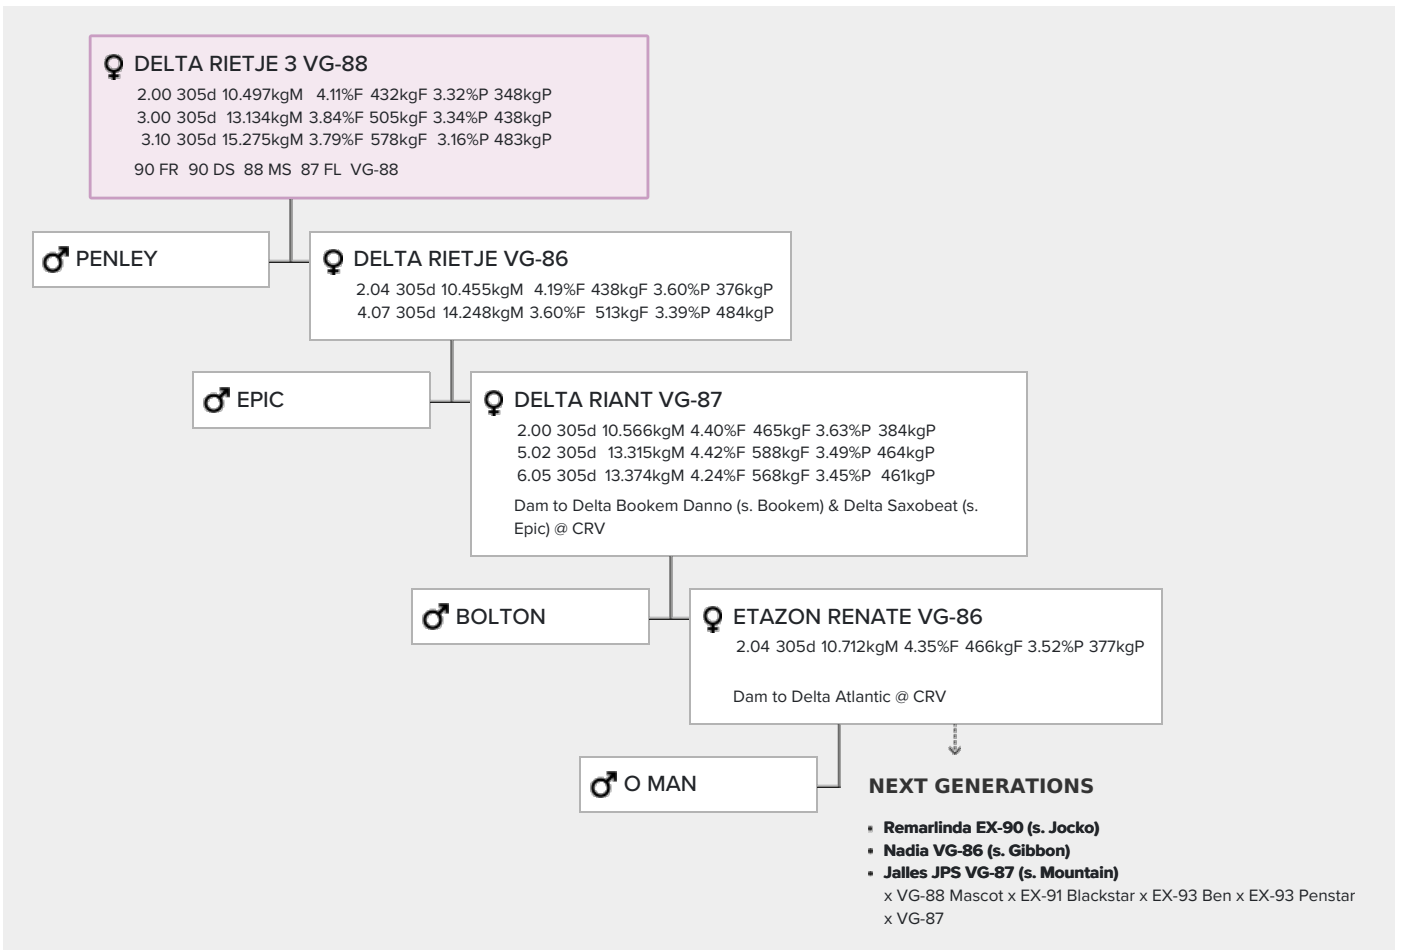 DELTA RIETJE 3 VG-88
2.00 305d 10.497kgM 4.11%F 432kgF 3.32%P 348kgP
3.00 305d 13.134kgM 3.84%F 505kgF 3.34%P 438kgP
3.10 305d 15.275kgM 3.79%F 578kgF 3.16%P 483kgP
90 FR 90 DS 88 MS 87 FL VG-88
PENLEY
DELTA RIETJE VG-86
2.04 305d 10.455kgM 4.19%F 438kgF 3.60%P 376kgP
4.07 305d 14.248kgM 3.60%F 513kgF 3.39%P 484kgP
EPIC
DELTA RIANT VG-87
2.00 305d 10.566kgM 4.40%F 465kgF 3.63%P 384kgP
5.02 305d 13.315kgM 4.42%F 588kgF 3.49%P 464kgP
6.05 305d 13.374kgM 4.24%F 568kgF 3.45%P 461kgP
Dam to Delta Bookem Danno (s. Bookem) & Delta Saxobeat (s.
Epic) @ CRV
BOLTON
ETAZON RENATE VG-86
2.04 305d 10.712kgM 4.35%F 466kgF 3.52%P 377kgP
Dam to Delta Atlantic @ CRV
O MAN
NEXT GENERATIONS
Remarlinda EX-90 (s. Jocko)
Nadia VG-86 (s. Gibbon)
Jalles JPS VG-87 (s. Mountain)
x VG-88 Mascot x EX-91 Blackstar x EX-93 Ben x EX-93 Penstar
x VG-87